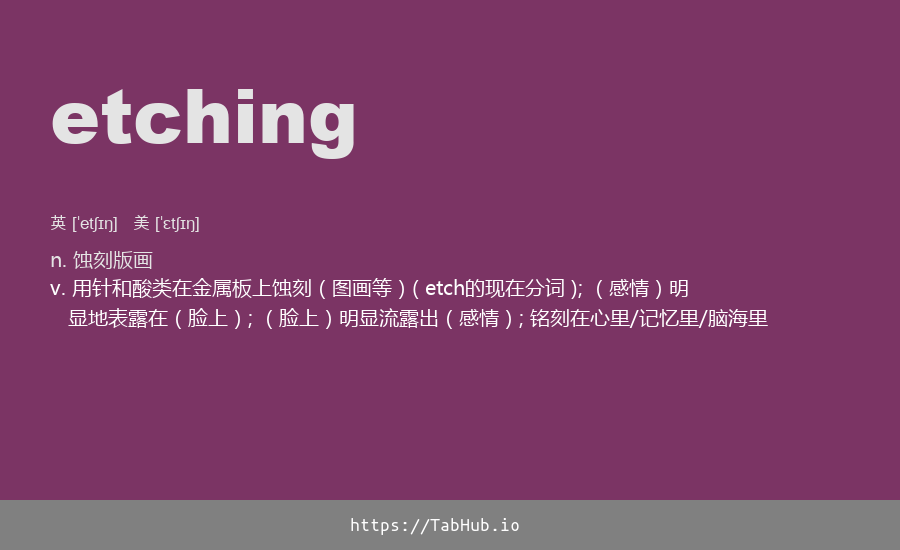 etching
英 [ˈetʃɪŋ] 美 [ˈɛtʃɪŋ]
n. 蚀刻版画
v. 用针和酸类在金属板上蚀刻（图画等）( etch的现在分词 ); （感情）明
显地表露在（脸上）; （脸上）明显流露出（感情）; 铭刻在心里/记忆里/脑海里
https://TabHub.io